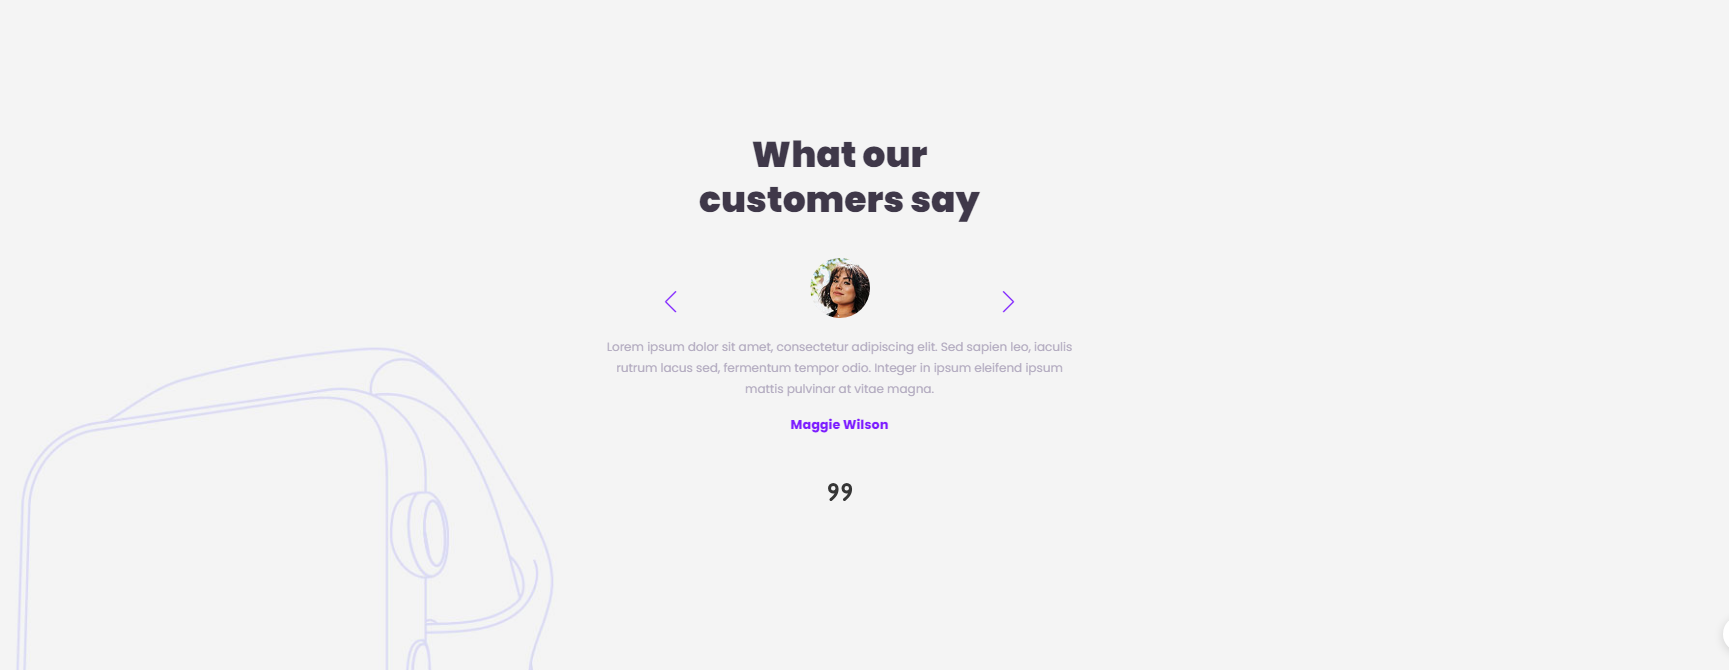 What our
customers say
Lorem ipsum dolor sit amet, consectetur adipiscing elit. Sed sapien leo, iaculis
rutrum lacus sed, fermentum tempor odio. Integer in ipsum eleifend ipsum
mattis pulvinar at vitae magna.
Maggie Wilson
”